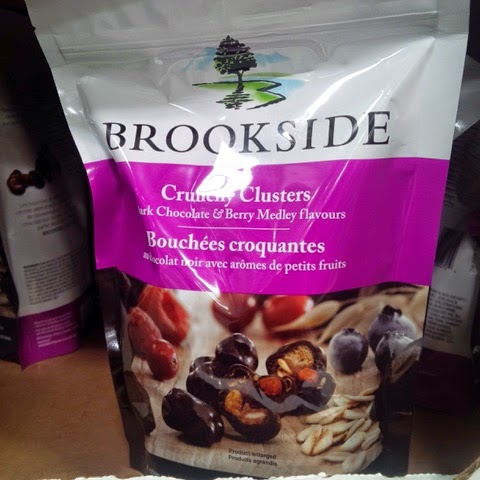 BROOKSIDE
Crunchy Clusters
Dark Chocolate & Berry Medley flavours
Bouchées croquantes
au chocolat noir avec arômes de petits fruits
Product enlarged
Produits agrandis